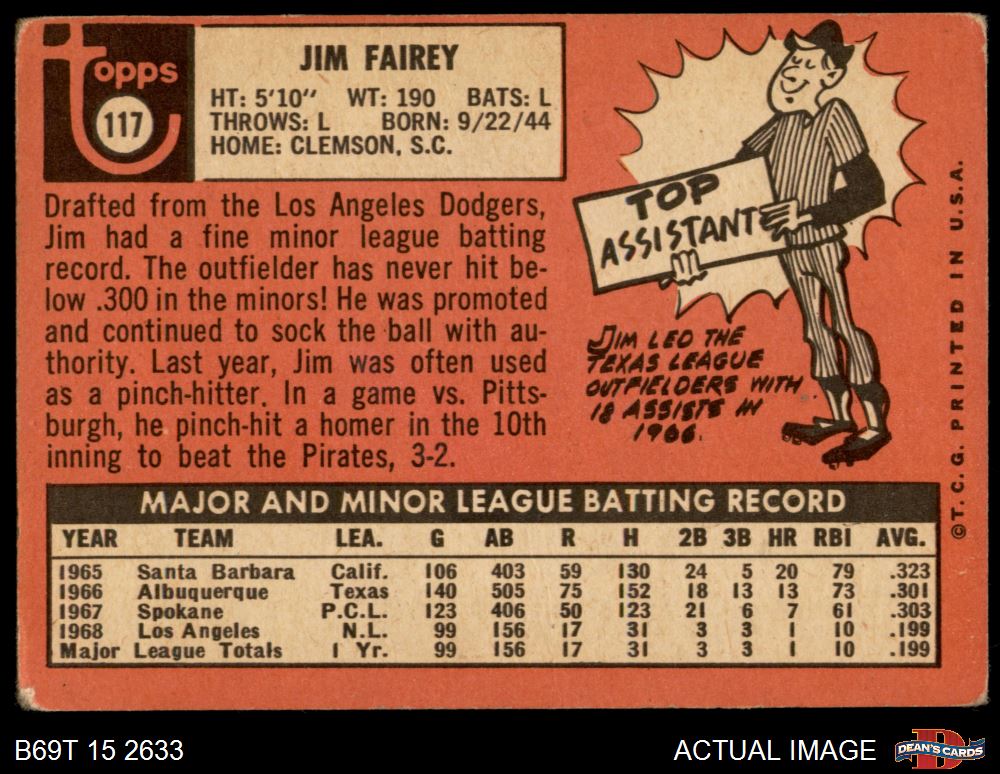 Topps
117
JIM FAIREY
HT: 5'10" WT: 190 BATS: L
THROWS: L BORN: 9/22/44
HOME: CLEMSON, S.C.
Drafted from the Los Angeles Dodgers,
Jim had a fine minor league batting
record. The outfielder has never hit be-
low .300 in the minors! He was promoted
and continued to sock the ball with au-
thority. Last year, Jim was often used
as a pinch-hitter. In a game vs. Pitts-
burgh, he pinch-hit a homer in the 10th
inning to beat the Pirates, 3-2.
TOP
ASSISTANT
JIM LED THE
TEXAS LEAGUE
OUTFIELDERS WITH
18 ASSISTS IN
1966.
©T.C.G. PRINTED IN U.S.A.
MAJOR AND MINOR LEAGUE BATTING RECORD
YEAR TEAM LEA. G AB R H 2B 3B HR RBI AVG.
1965 Santa Barbara Calif. 106 403 59 130 24 5 20 79 .323
1966 Albuquerque Texas 140 505 75 152 18 13 13 73 .301
1967 Spokane P.C.L. 123 406 50 123 21 6 7 61 .303
1968 Los Angeles N.L. 99 156 17 31 3 3 1 10 .199
Major League Totals 1 Yr. 99 156 17 31 3 3 1 10 .199
B69T 15 2633
ACTUAL IMAGE
DEAN'S CARDS